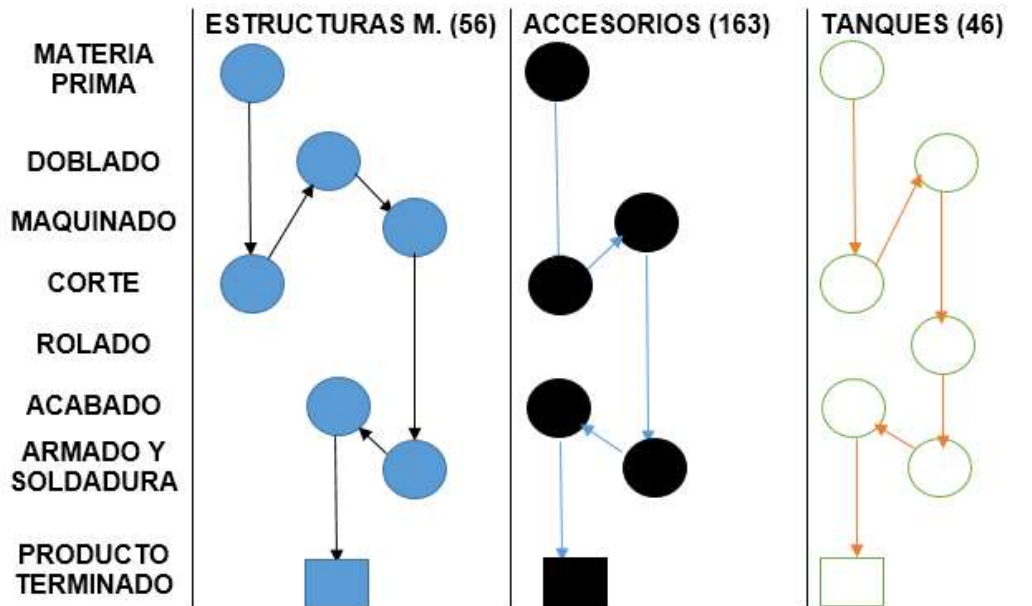 ESTRUCTURAS M. (56)
ACCESORIOS (163)
TANQUES (46)
MATERIA
PRIMA
DOBLADO
MAQUINADO
CORTE
ROLADO
ACABADO
ARMADO Y
SOLDADURA
PRODUCTO
TERMINADO